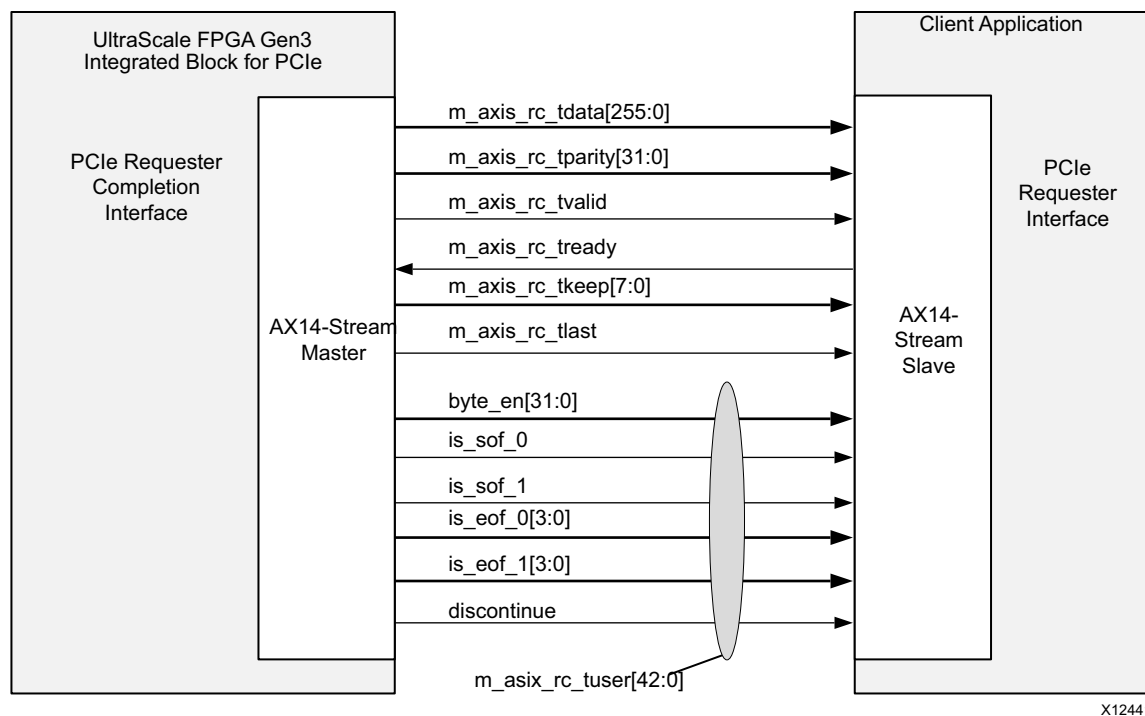 UltraScale FPGA Gen3
Integrated Block for PCIe
Client Application
PCIe Requester
Completion
Interface
AX14-Stream
Master
m_axis_rc_tdata[255:0]
m_axis_rc_tparity[31:0]
m_axis_rc_tvalid
m_axis_rc_tready
m_axis_rc_tkeep[7:0]
m_axis_rc_tlast
byte_en[31:0]
is_sof_0
is_sof_1
is_eof_0[3:0]
is_eof_1[3:0]
discontinue
m_asix_rc_tuser[42:0]
AX14-
Stream
Slave
PCIe
Requester
Interface
X1244